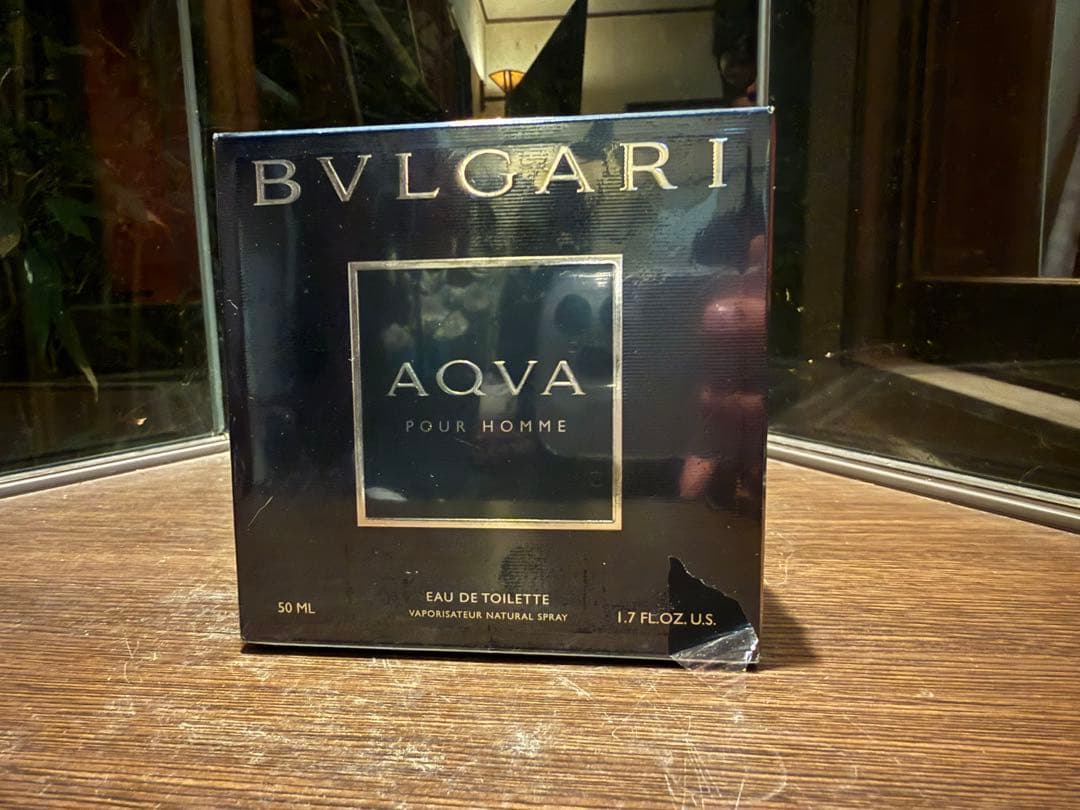 BVLGARI
AQVA
POUR HOMME
EAU DE TOILETTE
50 ML
VAPORISATEUR NATURAL SPRAY
1.7 FL.OZ. U.S.